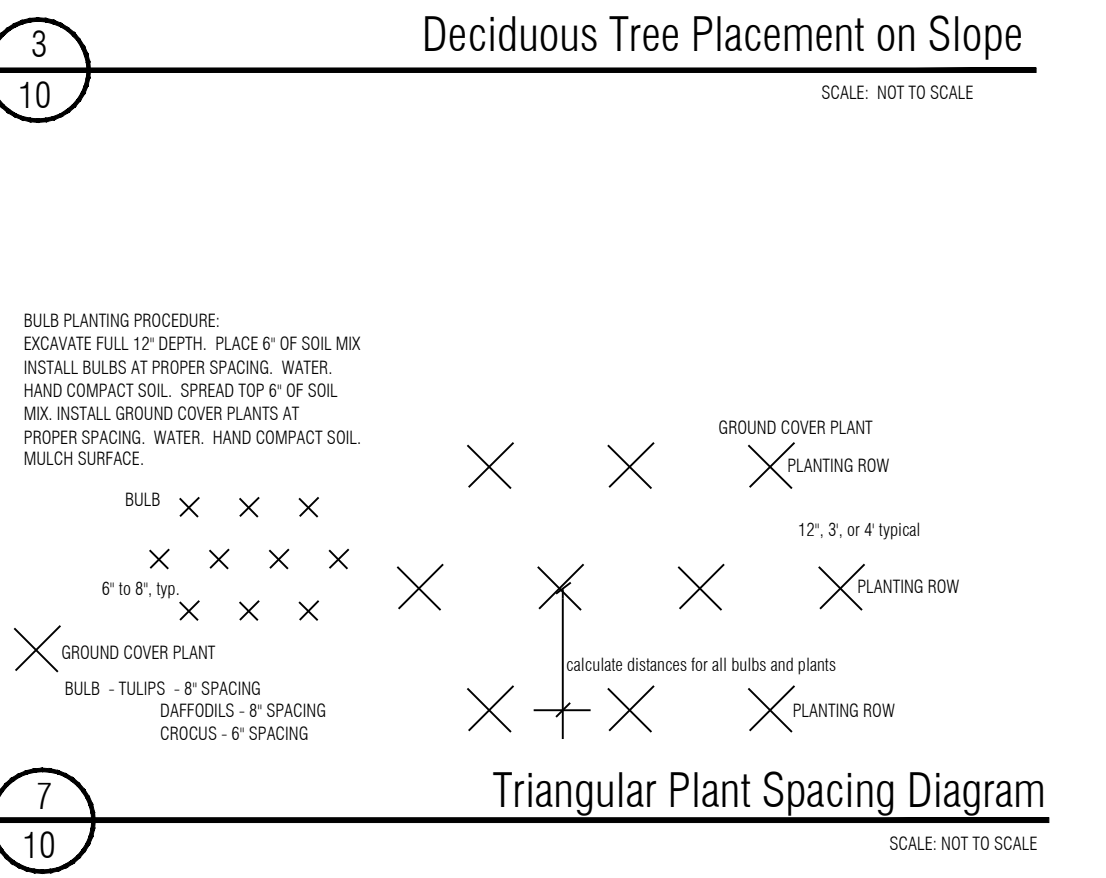 3
Deciduous Tree Placement on Slope
10
SCALE: NOT TO SCALE
BULB PLANTING PROCEDURE:
EXCAVATE FULL 12" DEPTH. PLACE 6" OF SOIL MIX
INSTALL BULBS AT PROPER SPACING. WATER.
HAND COMPACT SOIL. SPREAD TOP 6" OF SOIL
MIX. INSTALL GROUND COVER PLANTS AT
PROPER SPACING. WATER. HAND COMPACT SOIL.
MULCH SURFACE.
BULB
6" to 8", typ.
GROUND COVER PLANT
BULB - TULIPS - 8" SPACING
DAFFODILS - 8" SPACING
CROCUS - 6" SPACING
GROUND COVER PLANT
PLANTING ROW
12", 3', or 4' typical
PLANTING ROW
calculate distances for all bulbs and plants
PLANTING ROW
7
Triangular Plant Spacing Diagram
10
SCALE: NOT TO SCALE